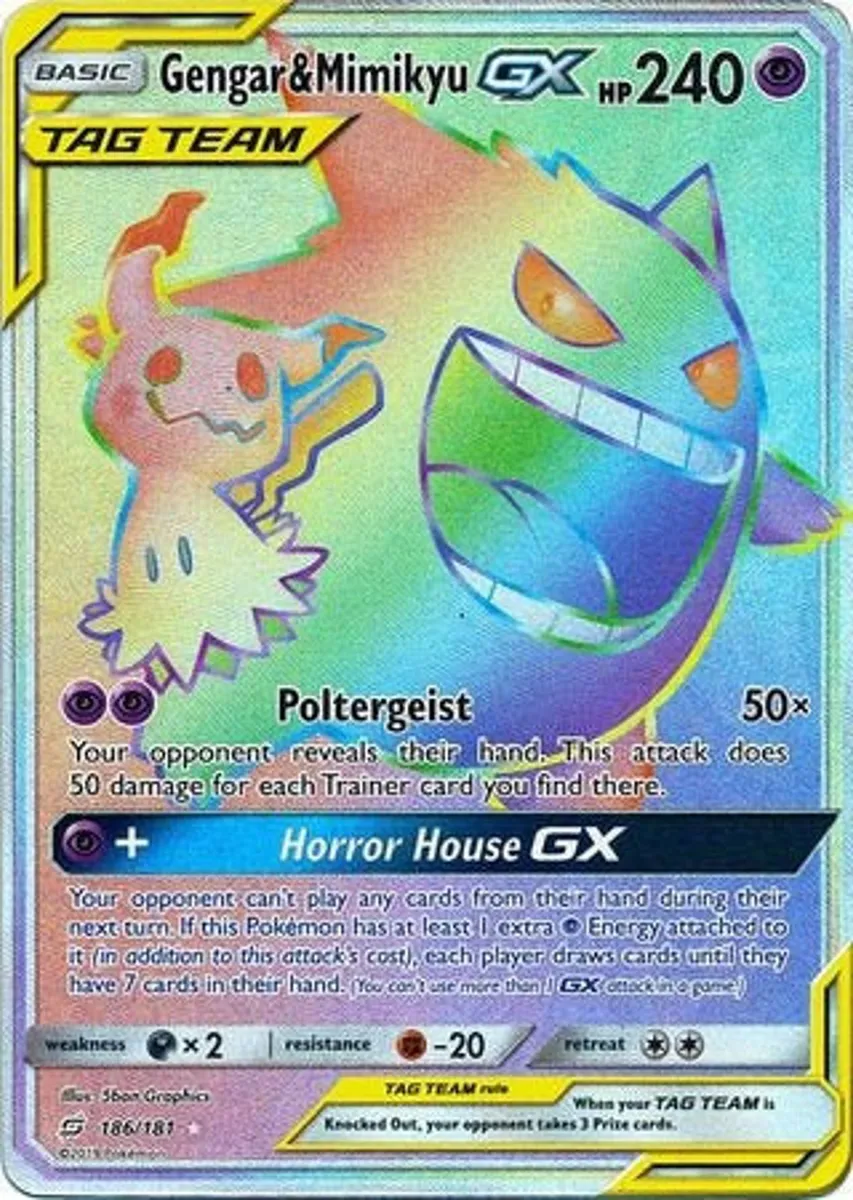 BASIC Gengar&Mimikyu GX HP240
TAG TEAM
Poltergeist 50×
Your opponent reveals their hand. This attack does
50 damage for each Trainer card you find there.
+ Horror House GX
Your opponent can't play any cards from their hand during their
next turn. If this Pokémon has at least 1 extra Energy attached to
it (in addition to this attack's cost), each player draws cards until they
have 7 cards in their hand. (You can't use more than 1 GX attack in a game.)
weakness ×2 resistance -20 retreat
Illus. 5ban Graphics
TAG TEAM rule
When your TAG TEAM is
Knocked Out, your opponent takes 3 Prize cards.
186/181
©2019 Pokémon